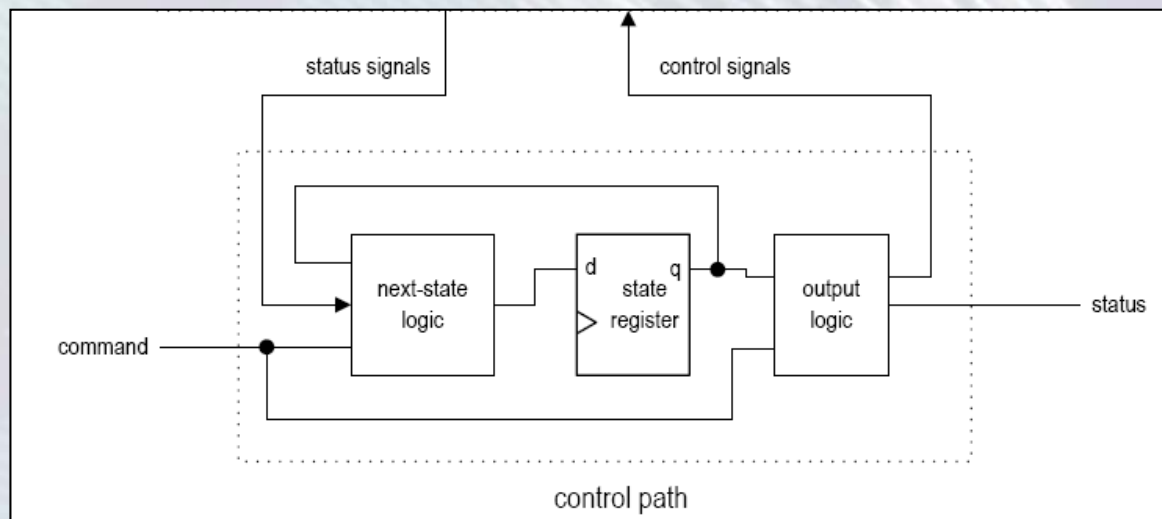 status signals
control signals
next-state
logic
d
q
state
register
output
logic
status
command
control path